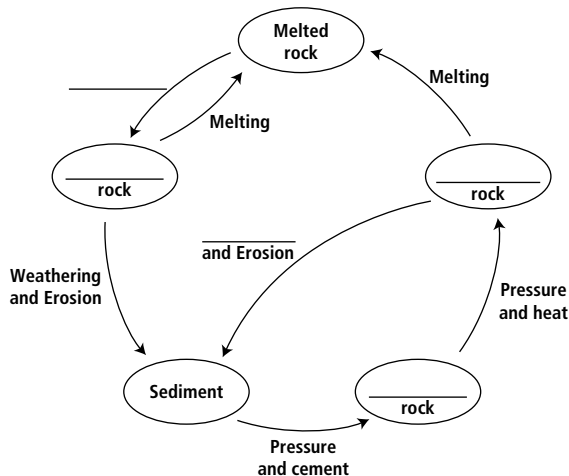 Melted
rock
Melting
Melting
rock
rock
and Erosion
Weathering
and Erosion
Pressure
and heat
Sediment
rock
Pressure
and cement